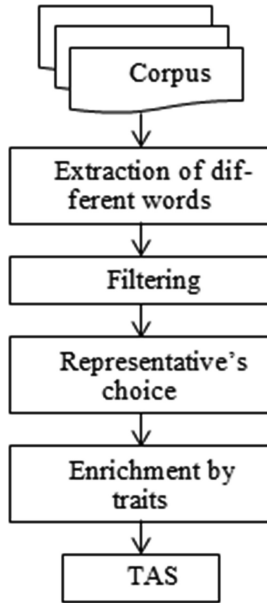 Corpus
Extraction of dif-
ferent words
Filtering
Representative's
choice
Enrichment by
traits
TAS